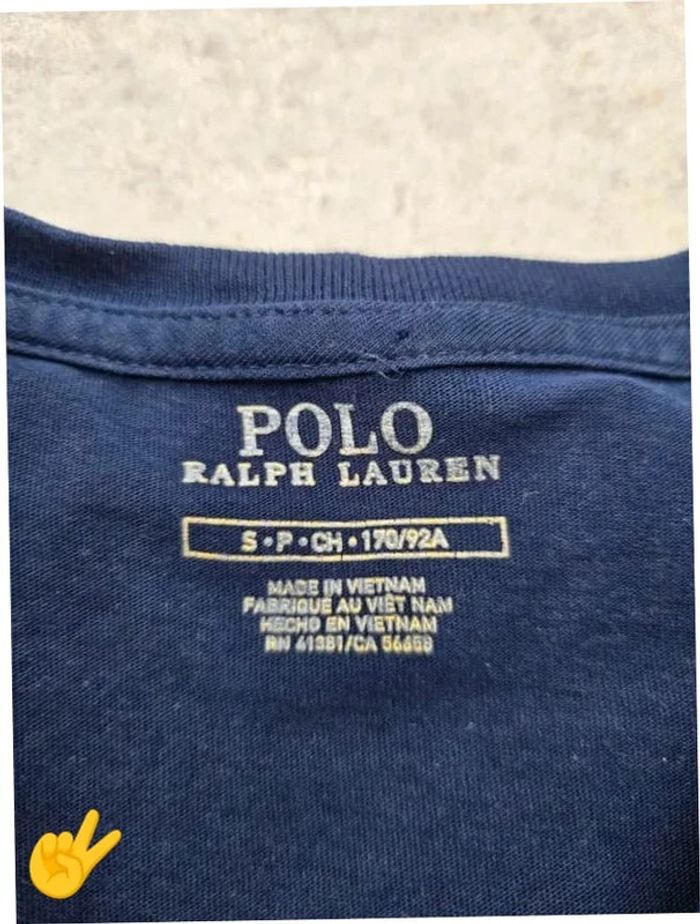 POLO
RALPH LAUREN
S • P • CH • 170/92A
MADE IN VIETNAM
FABRIQUÉ AU VIÊT NAM
HECHO EN VIETNAM
RN 41381/CA 56658